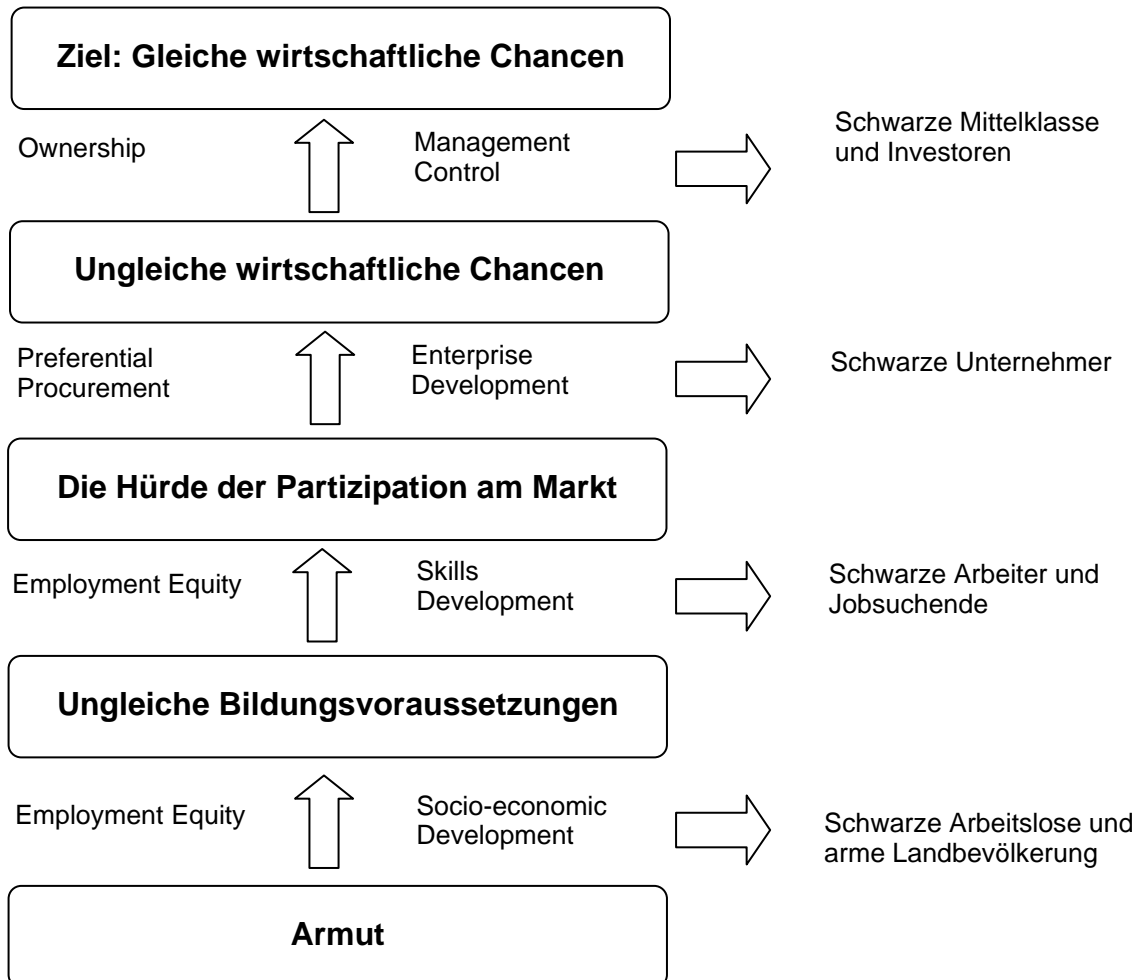 Ziel: Gleiche wirtschaftliche Chancen
Ownership
Management
Control
Schwarze Mittelklasse
und Investoren
Ungleiche wirtschaftliche Chancen
Preferential
Procurement
Enterprise
Development
Schwarze Unternehmer
Die Hürde der Partizipation am Markt
Employment Equity
Skills
Development
Schwarze Arbeiter und
Jobsuchende
Ungleiche Bildungsvoraussetzungen
Employment Equity
Socio-economic
Development
Schwarze Arbeitslose und
arme Landbevölkerung
Armut